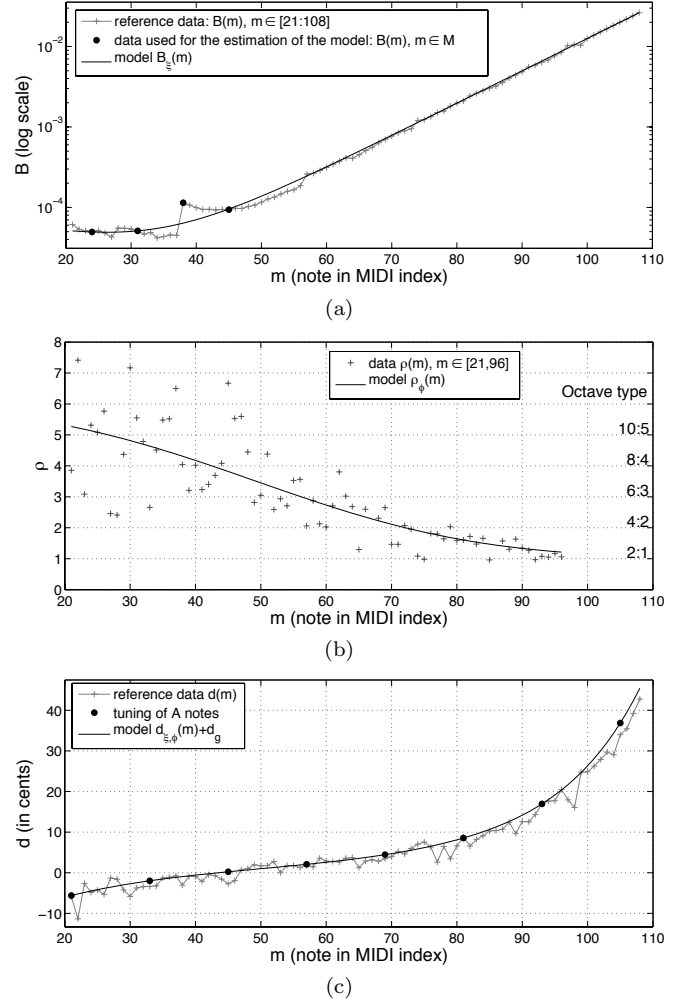 reference data: B(m), m ∈ [21:108]
data used for the estimation of the model: B(m), m ∈ M
model B_ξ(m)
B (log scale)
10^−2
10^−3
10^−4
20 30 40 50 60 70 80 90 100 110
m (note in MIDI index)
(a)
data ρ(m), m ∈ [21,96]
model ρ_ϕ(m)
Octave type
10:5
8:4
6:3
4:2
2:1
ρ
8
7
6
5
4
3
2
1
0
20 30 40 50 60 70 80 90 100 110
m (note in MIDI index)
(b)
reference data d(m)
tuning of A notes
model d_ξ,ϕ(m)+d_g
d (in cents)
40
30
20
10
0
−10
20 30 40 50 60 70 80 90 100 110
m (note in MIDI index)
(c)